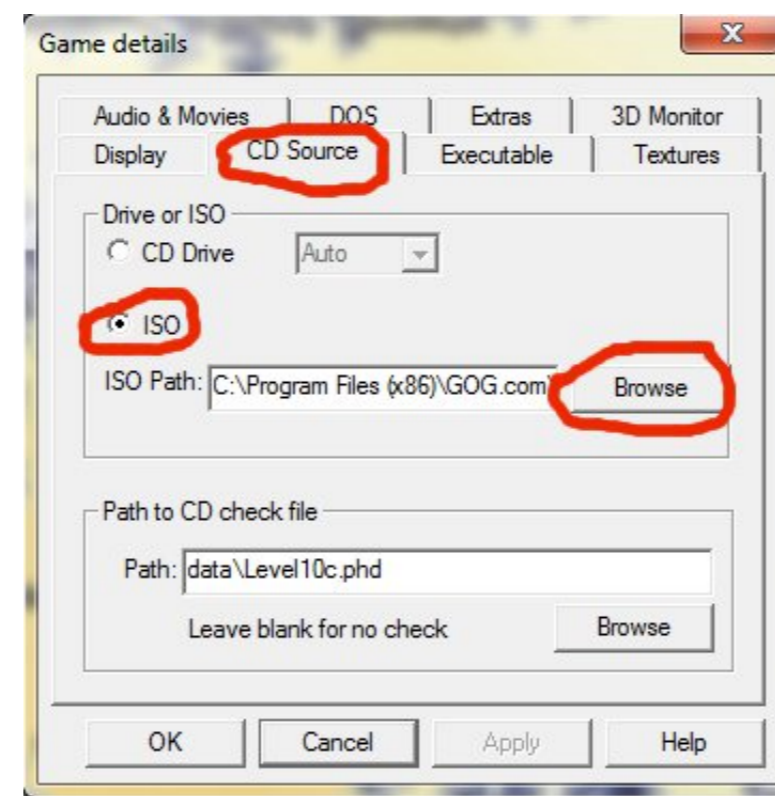 Game details
Audio & Movies DOS Extras 3D Monitor
Display CD Source Executable Textures
Drive or ISO
CD Drive Auto
ISO
ISO Path: C:\Program Files (x86)\GOG.com\ Browse
Path to CD check file
Path: data\Level10c.phd
Leave blank for no check Browse
OK Cancel Apply Help